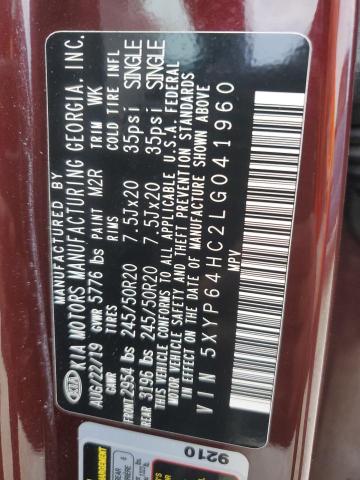 MANUFACTURED BY
KIA MOTORS MANUFACTURING GEORGIA, INC.
AUG/22/19 GVWR 5776 lbs PAINT M2R TRIM WK
GAWR TIRES RIMS COLD TIRE INFL
FRONT 2954 lbs 245/50R20 7.5Jx20 35psi SINGLE
REAR 3196 lbs 245/50R20 7.5Jx20 35psi SINGLE
THIS VEHICLE CONFORMS TO ALL APPLICABLE U.S.A. FEDERAL
MOTOR VEHICLE SAFETY AND THEFT PREVENTION STANDARDS
IN EFFECT ON THE DATE OF MANUFACTURE SHOWN ABOVE
VIN 5XYP64HC2LG041960
MPV
KIA
9210